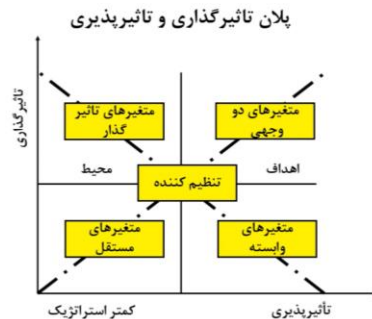 پلان تاثیرگذاری و تاثیرپذیری
تاثیرگذاری
متغیرهای دو
وجهی
متغیرهای تاثیر
گذار
اهداف
محیط
تنظیم کننده
متغیرهای
وابسته
متغیرهای
مستقل
تأثیرپذیری
کمتر استراتژیک